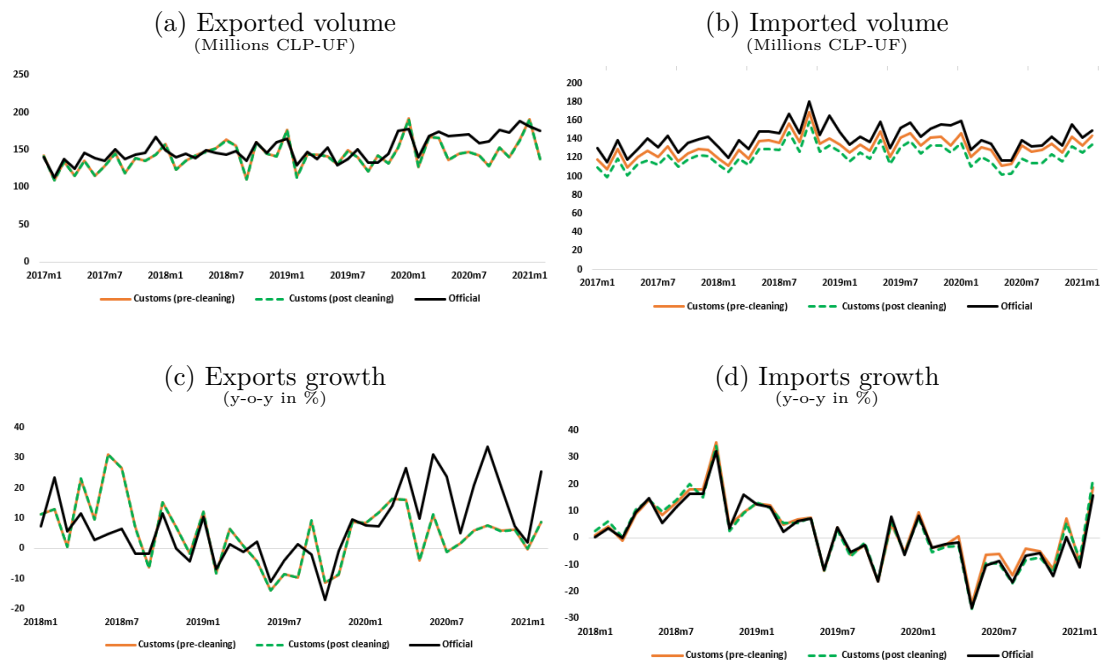 (a) Exported volume
(Millions CLP-UF)
250
200
150
100
50
0
2017m1 2017m7 2018m1 2018m7 2019m1 2019m7 2020m1 2020m7 2021m1
Customs (pre-cleaning) Customs (post cleaning) Official
(b) Imported volume
(Millions CLP-UF)
200
180
160
140
120
100
80
60
40
20
0
2017m1 2017m7 2018m1 2018m7 2019m1 2019m7 2020m1 2020m7 2021m1
Customs (pre-cleaning) Customs (post cleaning) Official
(c) Exports growth
(y-o-y in %)
40
30
20
10
0
-10
-20
2018m1 2018m7 2019m1 2019m7 2020m1 2020m7 2021m1
Customs (pre-cleaning) Customs (post cleaning) Official
(d) Imports growth
(y-o-y in %)
40
30
20
10
0
-10
-20
-30
2018m1 2018m7 2019m1 2019m7 2020m1 2020m7 2021m1
Customs (pre-cleaning) Customs (post cleaning) Official